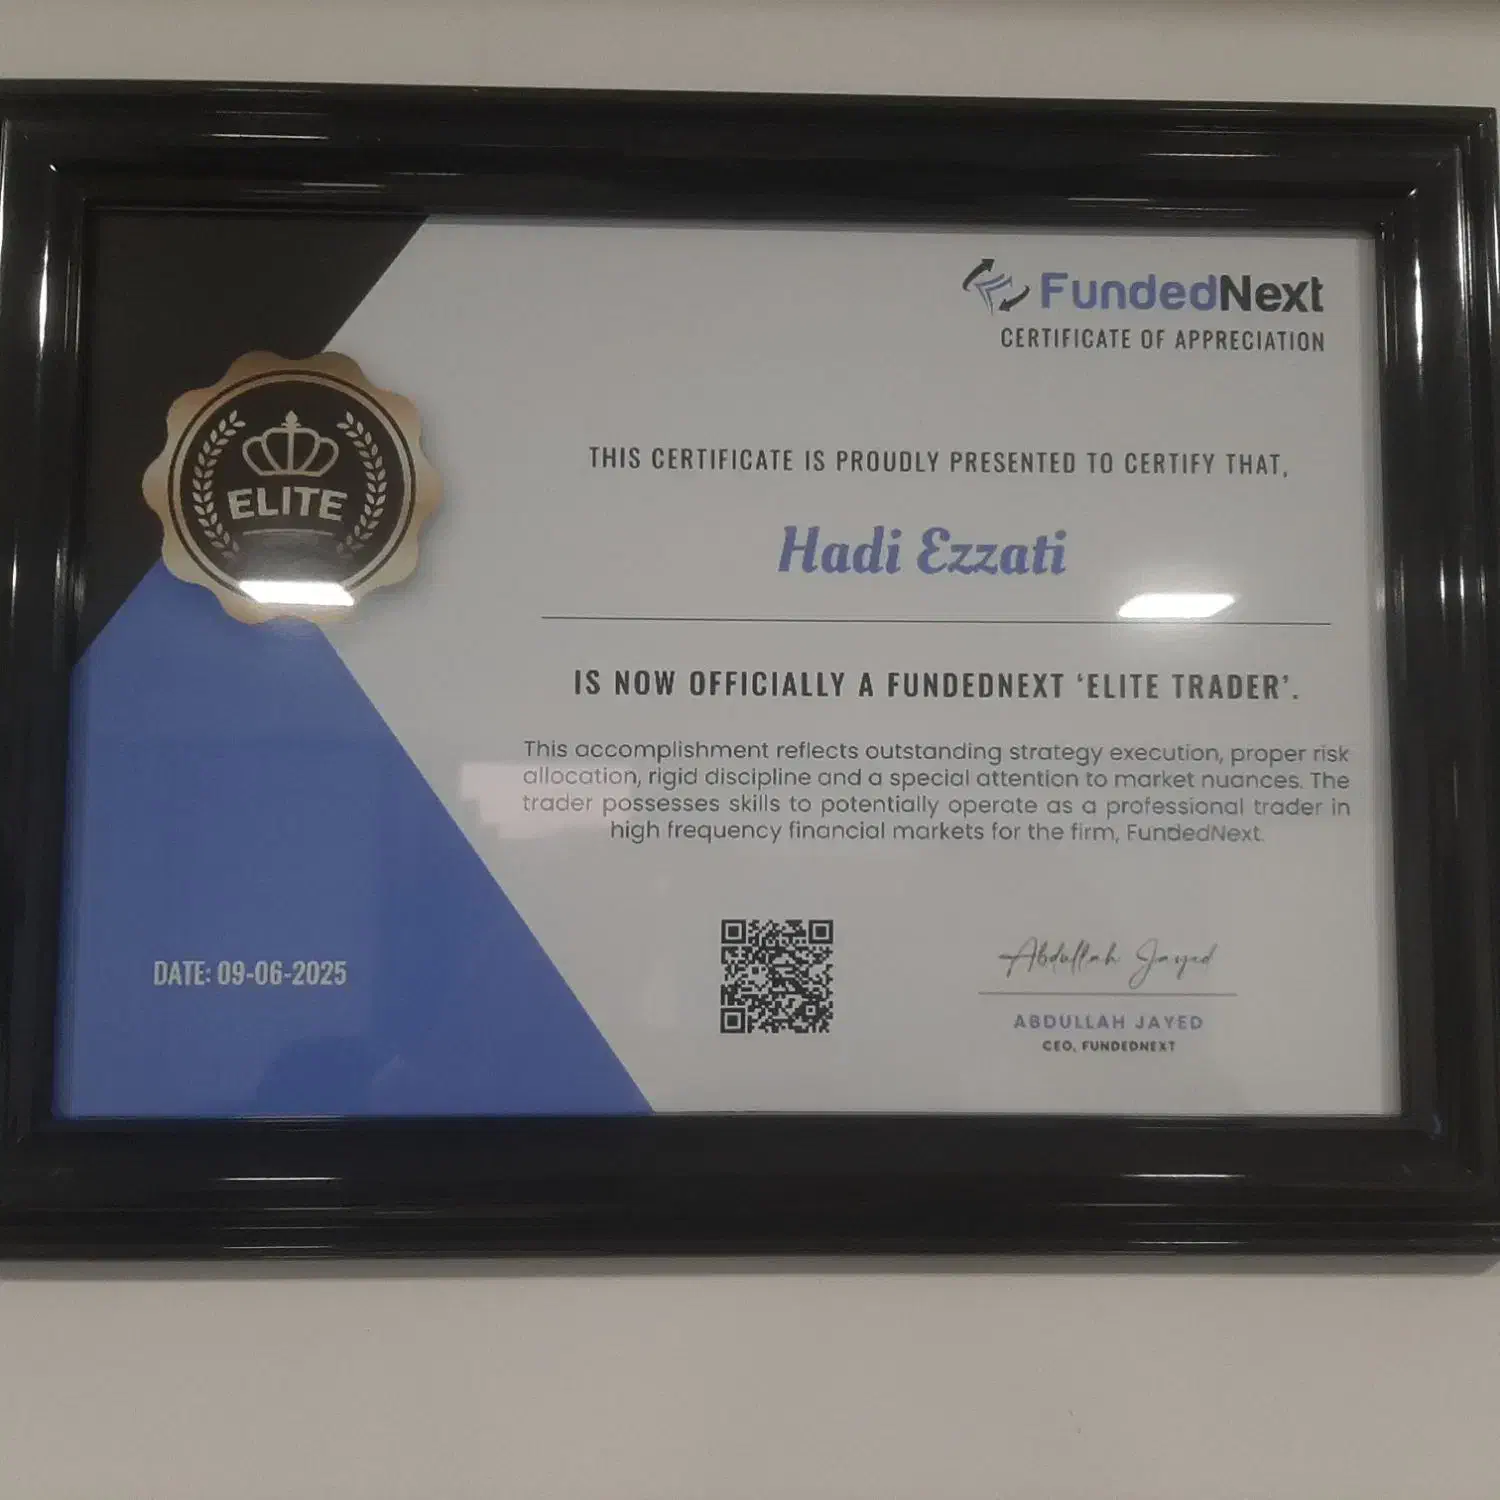 FundedNext
CERTIFICATE OF APPRECIATION
ELITE
THIS CERTIFICATE IS PROUDLY PRESENTED TO CERTIFY THAT,
Hadi Ezzati
IS NOW OFFICIALLY A FUNDEDNEXT ‘ELITE TRADER’.
This accomplishment reflects outstanding strategy execution, proper risk
allocation, rigid discipline and a special attention to market nuances. The
trader possesses skills to potentially operate as a professional trader in
high frequency financial markets for the firm, FundedNext.
DATE: 09-06-2025
Abdullah Jayed
ABDULLAH JAYED
CEO, FUNDEDNEXT